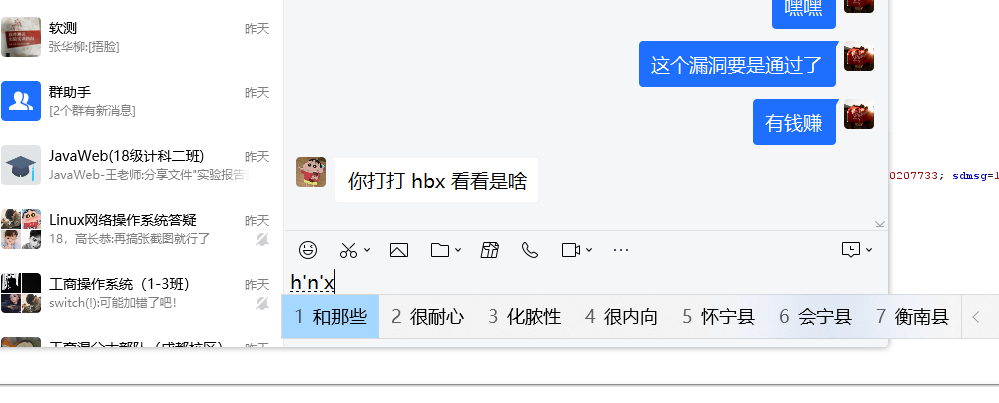 软测
昨天
张华柳:[捂脸]
群助手
昨天
[2个群有新消息]
JavaWeb(18级计科二班)
昨天
JavaWeb-王老师:分享文件"实验报告
Linux网络操作系统答疑
昨天
18，高长恭:再搞张截图就行了
工商操作系统（1-3班）
昨天
switch(!):可能加错了吧!
昨天
嘿嘿
这个漏洞要是通过了
有钱赚
你打打 hbx 看看是啥
0207733; sdmsg=1
h'n'x
1 和那些 2 很耐心 3 化脓性 4 很内向 5 怀宁县 6 会宁县 7 衡南县